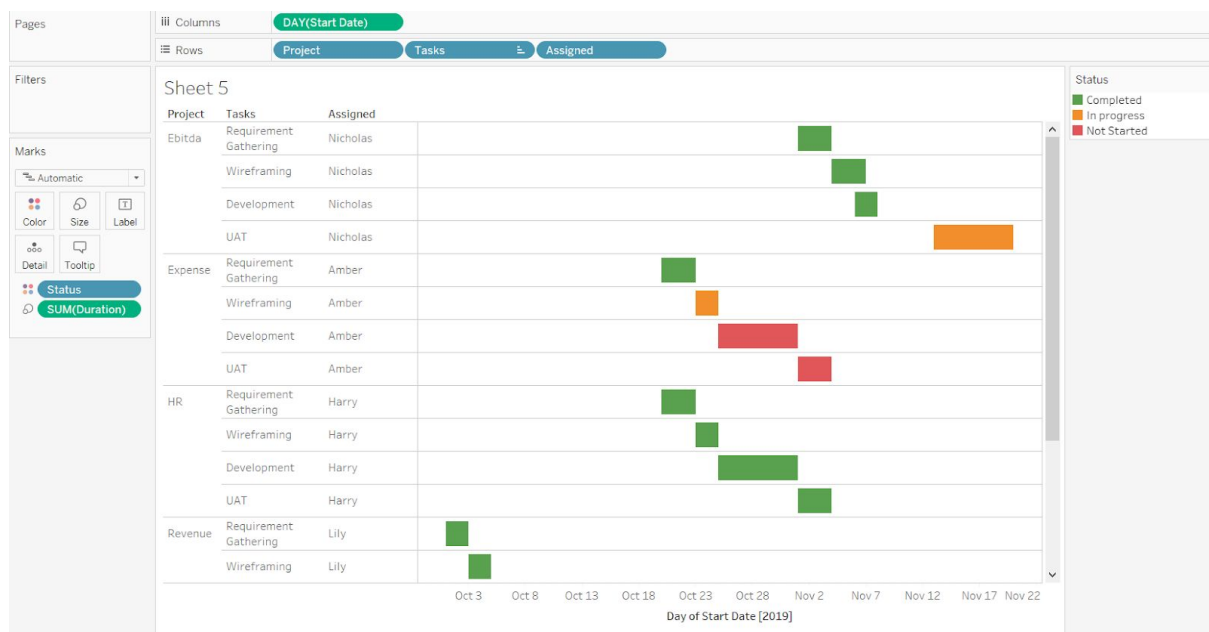 Pages
iii Columns
DAY(Start Date)
Rows
Project
Tasks
Assigned
Filters
Marks
Automatic
Color
Size
T
Label
Detail
Tooltip
Status
SUM(Duration)
Sheet 5
Project Tasks Assigned
Ebitda Requirement Gathering Nicholas
Wireframing Nicholas
Development Nicholas
UAT Nicholas
Expense Requirement Gathering Amber
Wireframing Amber
Development Amber
UAT Amber
HR Requirement Gathering Harry
Wireframing Harry
Development Harry
UAT Harry
Revenue Requirement Gathering Lily
Wireframing Lily
Oct 3 Oct 8 Oct 13 Oct 18 Oct 23 Oct 28 Nov 2 Nov 7 Nov 12 Nov 17 Nov 22
Day of Start Date [2019]
Status
Completed
In progress
Not Started